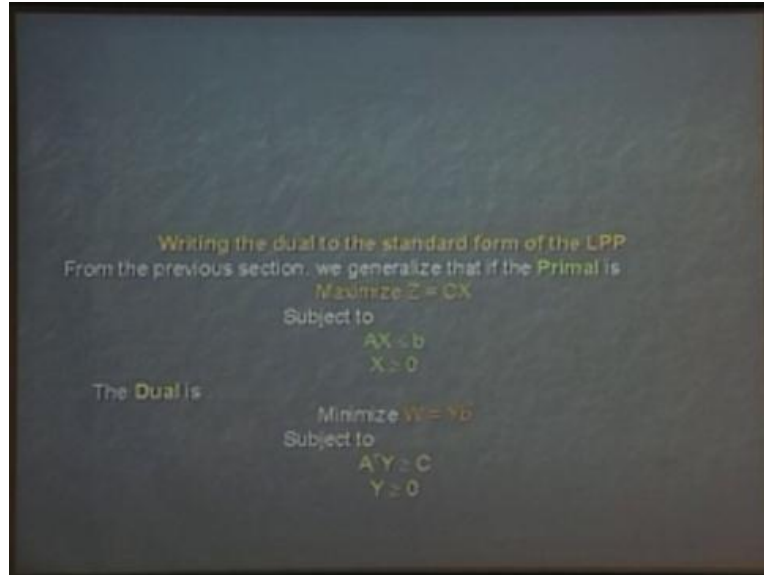 Writing the dual to the standard form of the LPP
From the previous section, we generalize that if the Primal is
Maximize Z = CX
Subject to
AX ≤ b
X ≥ 0
The Dual is
Minimize W = Yb
Subject to
AᵀY ≥ C
Y ≥ 0